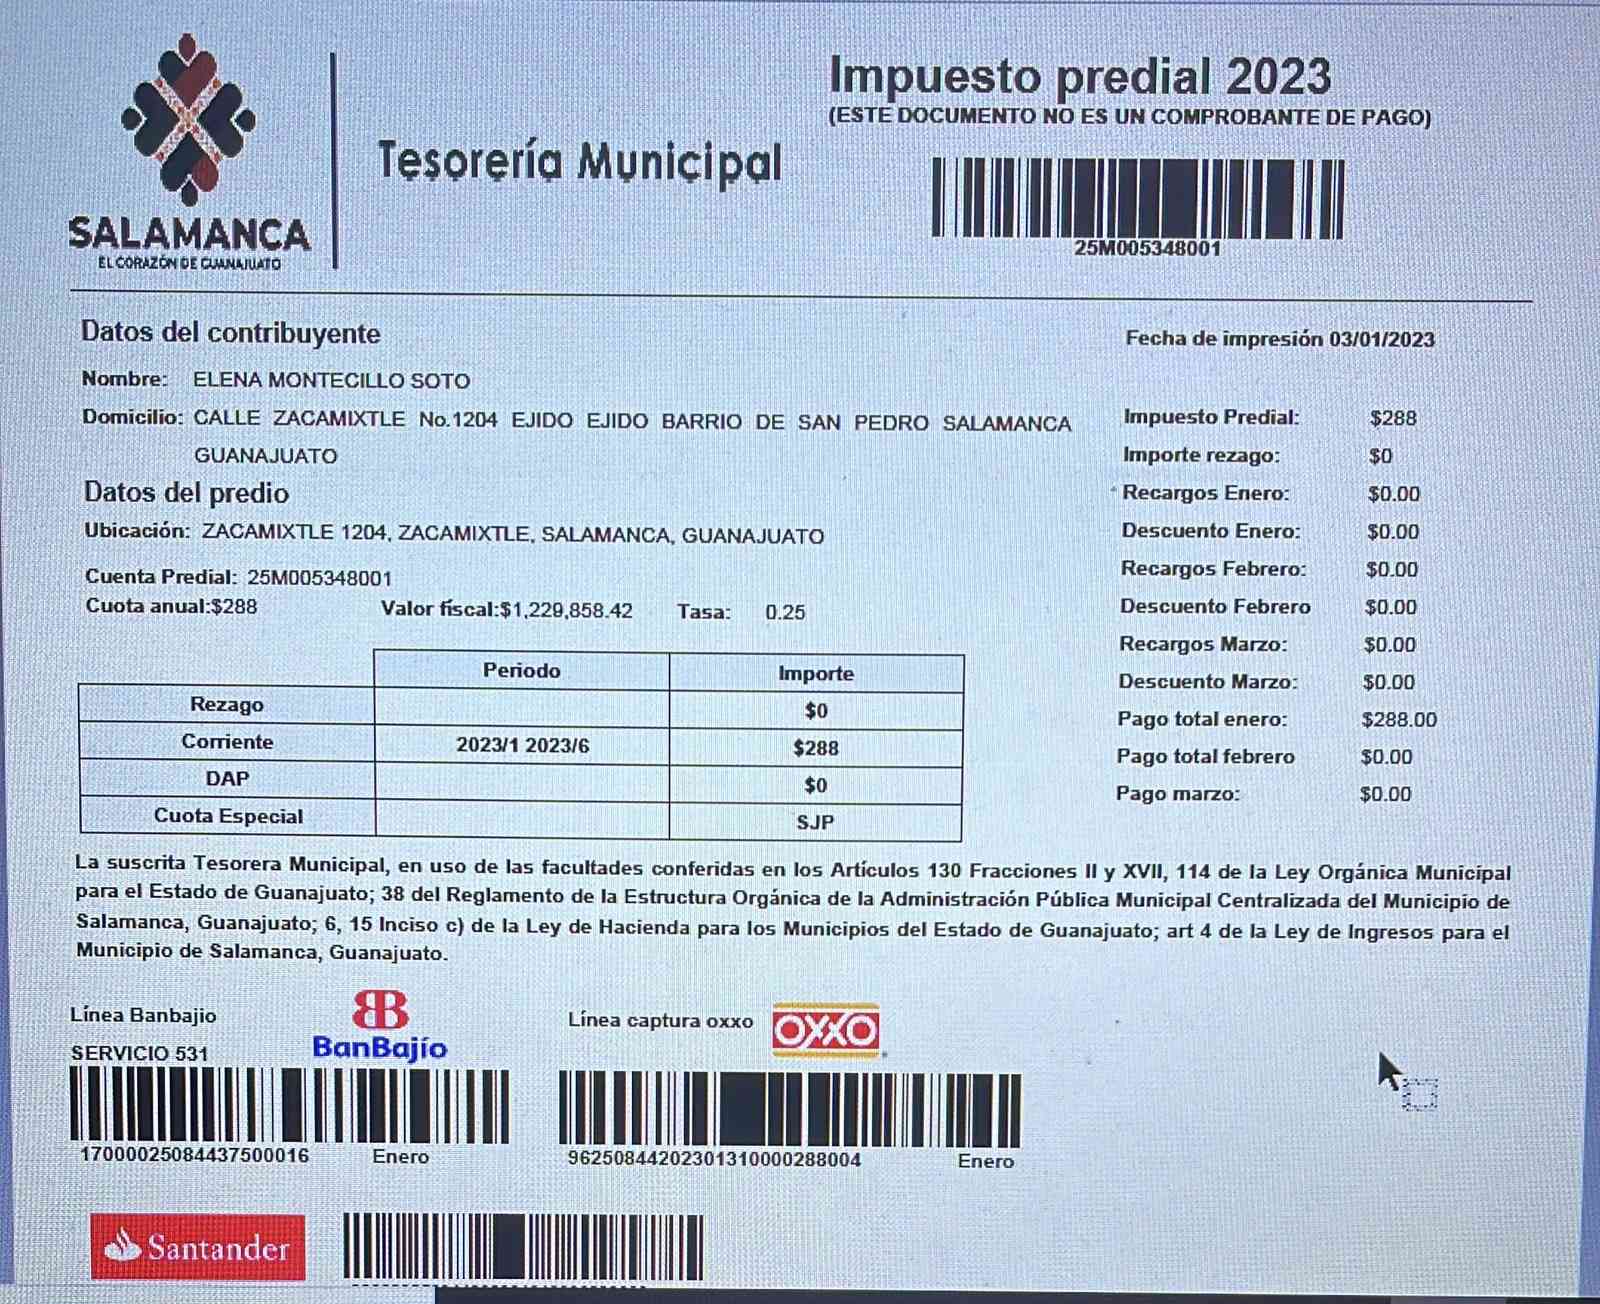 Impuesto predial 2023
(ESTE DOCUMENTO NO ES UN COMPROBANTE DE PAGO)
Tesorería Municipal
SALAMANCA
EL CORAZÓN DE GUANAJUATO
25M005348001
Datos del contribuyente
Fecha de impresión 03/01/2023
Nombre: ELENA MONTECILLO SOTO
Domicilio: CALLE ZACAMIXTLE No.1204 EJIDO EJIDO BARRIO DE SAN PEDRO SALAMANCA
GUANAJUATO
Datos del predio
Ubicación: ZACAMIXTLE 1204, ZACAMIXTLE, SALAMANCA, GUANAJUATO
Cuenta Predial: 25M005348001
Cuota anual:$288 Valor fiscal:$1,229,858.42 Tasa: 0.25
Impuesto Predial: $288
Importe rezago: $0
Recargos Enero: $0.00
Descuento Enero: $0.00
Recargos Febrero: $0.00
Descuento Febrero $0.00
Recargos Marzo: $0.00
Descuento Marzo: $0.00
Pago total enero: $288.00
Pago total febrero $0.00
Pago marzo: $0.00
Periodo Importe
Rezago $0
Corriente 2023/1 2023/6 $288
DAP $0
Cuota Especial SJP
La suscrita Tesorera Municipal, en uso de las facultades conferidas en los Artículos 130 Fracciones II y XVII, 114 de la Ley Orgánica Municipal
para el Estado de Guanajuato; 38 del Reglamento de la Estructura Orgánica de la Administración Pública Municipal Centralizada del Municipio de
Salamanca, Guanajuato; 6, 15 Inciso c) de la Ley de Hacienda para los Municipios del Estado de Guanajuato; art 4 de la Ley de Ingresos para el
Municipio de Salamanca, Guanajuato.
Línea Banbajio
BanBajío
SERVICIO 531
17000025084437500016 Enero
Línea captura oxxo
OXXO
96250844202301310000288004 Enero
Santander